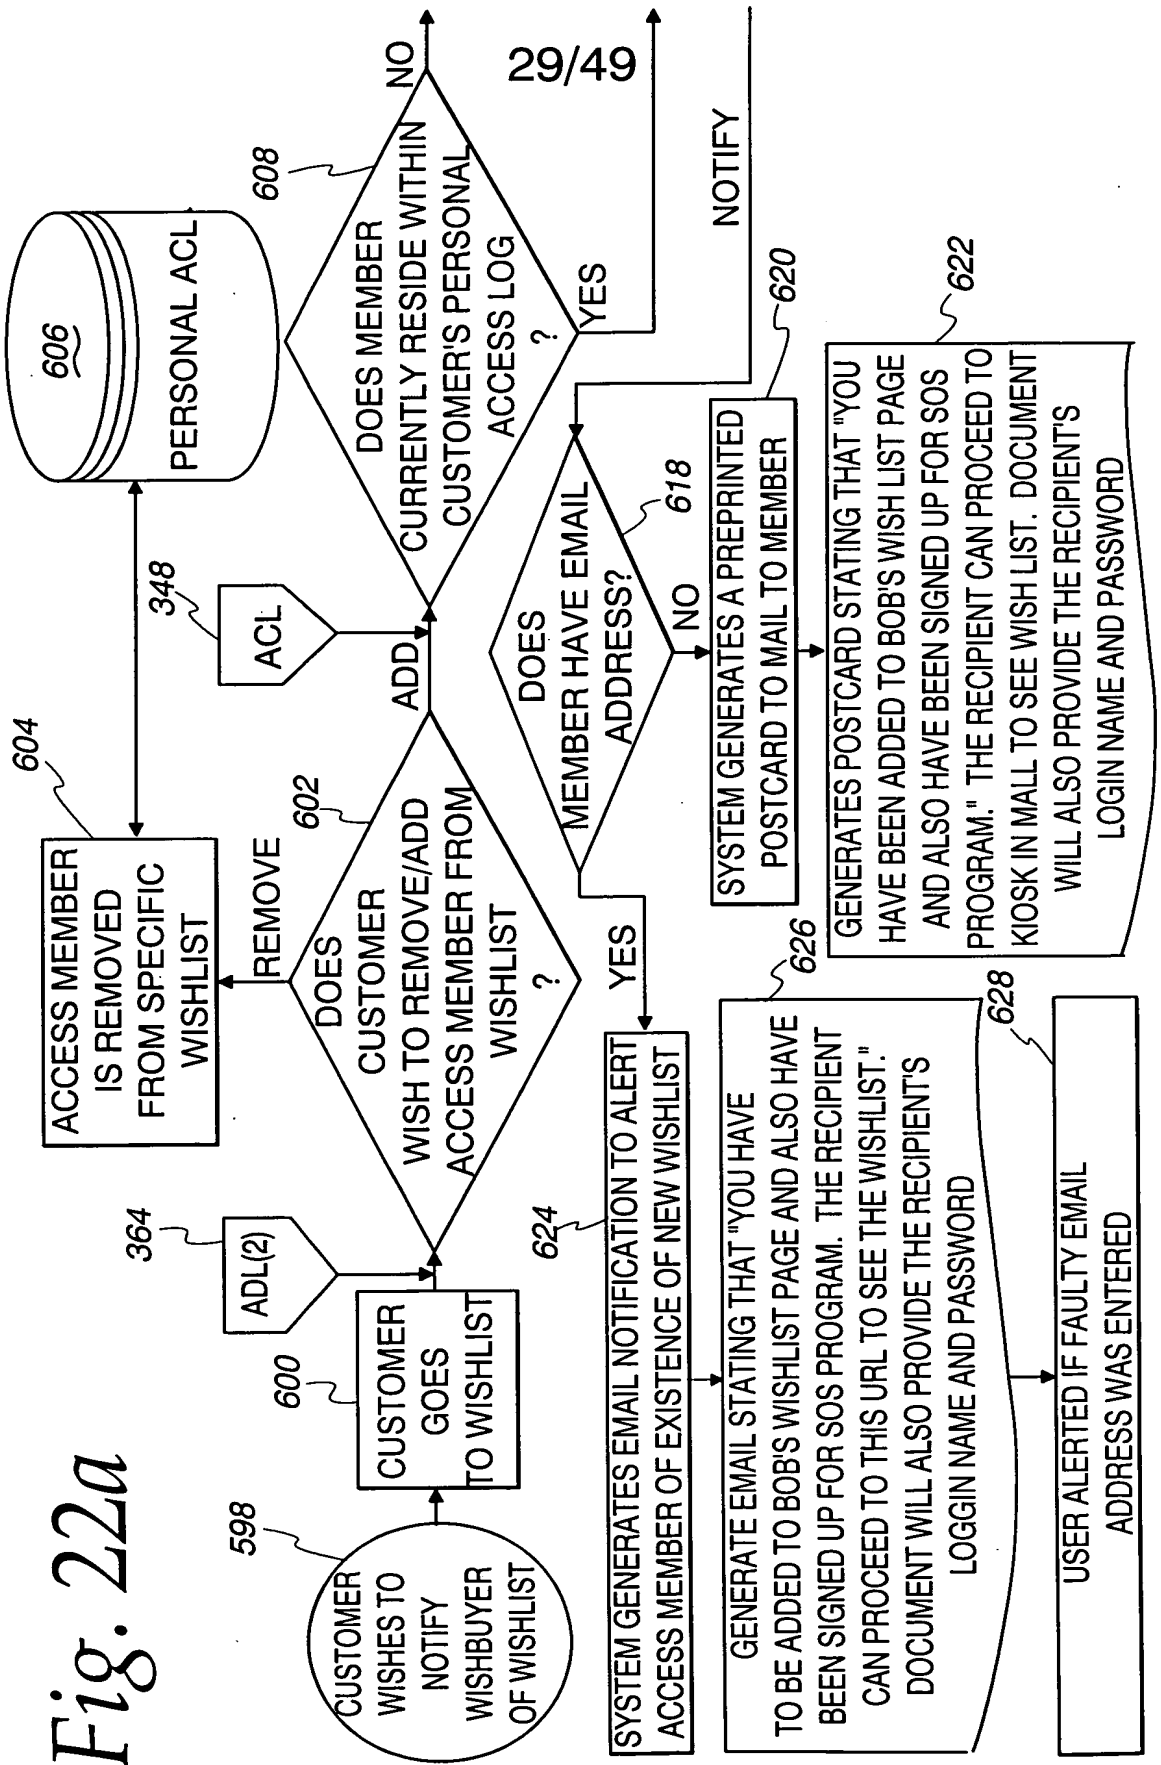 Fig. 22a
29/49
598
CUSTOMER
WISHES TO
NOTIFY
WISHBUYER
OF WISHLIST
600
CUSTOMER
GOES
TO WISHLIST
364
ADL(2)
602
DOES
CUSTOMER
WISH TO REMOVE/ADD
ACCESS MEMBER FROM
WISHLIST
?
REMOVE
604
ACCESS MEMBER
IS REMOVED
FROM SPECIFIC
WISHLIST
606
PERSONAL ACL
ADD
348
ACL
608
DOES MEMBER
CURRENTLY RESIDE WITHIN
CUSTOMER'S PERSONAL
ACCESS LOG
?
NO
YES
NOTIFY
618
DOES
MEMBER HAVE EMAIL
ADDRESS?
NO
YES
620
SYSTEM GENERATES A PREPRINTED
POSTCARD TO MAIL TO MEMBER
622
GENERATES POSTCARD STATING THAT "YOU
HAVE BEEN ADDED TO BOB'S WISH LIST PAGE
AND ALSO HAVE BEEN SIGNED UP FOR SOS
PROGRAM." THE RECIPIENT CAN PROCEED TO
KIOSK IN MALL TO SEE WISH LIST. DOCUMENT
WILL ALSO PROVIDE THE RECIPIENT'S
LOGIN NAME AND PASSWORD
624
SYSTEM GENERATES EMAIL NOTIFICATION TO ALERT
ACCESS MEMBER OF EXISTENCE OF NEW WISHLIST
626
GENERATE EMAIL STATING THAT "YOU HAVE
TO BE ADDED TO BOB'S WISHLIST PAGE AND ALSO HAVE
BEEN SIGNED UP FOR SOS PROGRAM. THE RECIPIENT
CAN PROCEED TO THIS URL TO SEE THE WISHLIST."
DOCUMENT WILL ALSO PROVIDE THE RECIPIENT'S
LOGGIN NAME AND PASSWORD
628
USER ALERTED IF FAULTY EMAIL
ADDRESS WAS ENTERED